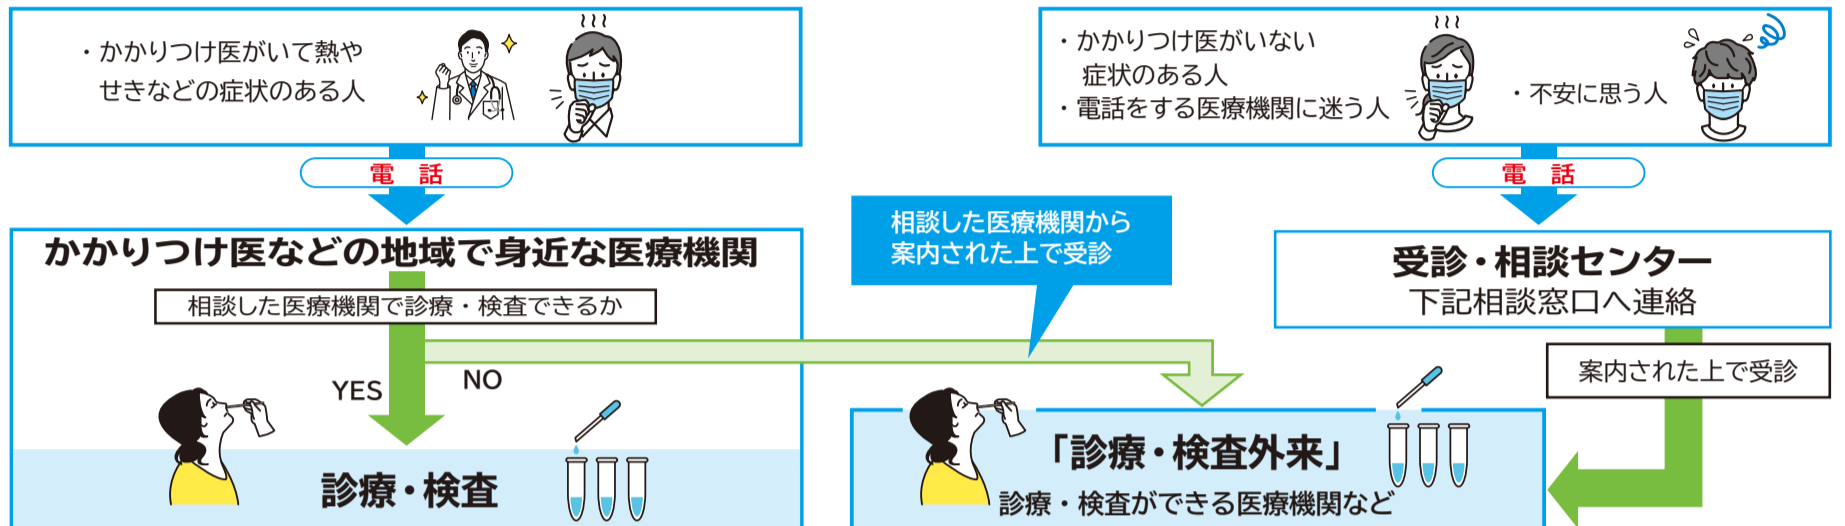 ・かかりつけ医がいて熱や
せきなどの症状のある人
電話
かかりつけ医などの地域で身近な医療機関
相談した医療機関で診療・検査できるか
YES
NO
診療・検査
相談した医療機関から
案内された上で受診
・かかりつけ医がいない
症状のある人
・電話をする医療機関に迷う人
・不安に思う人
電話
受診・相談センター
下記相談窓口へ連絡
案内された上で受診
「診療・検査外来」
診療・検査ができる医療機関など